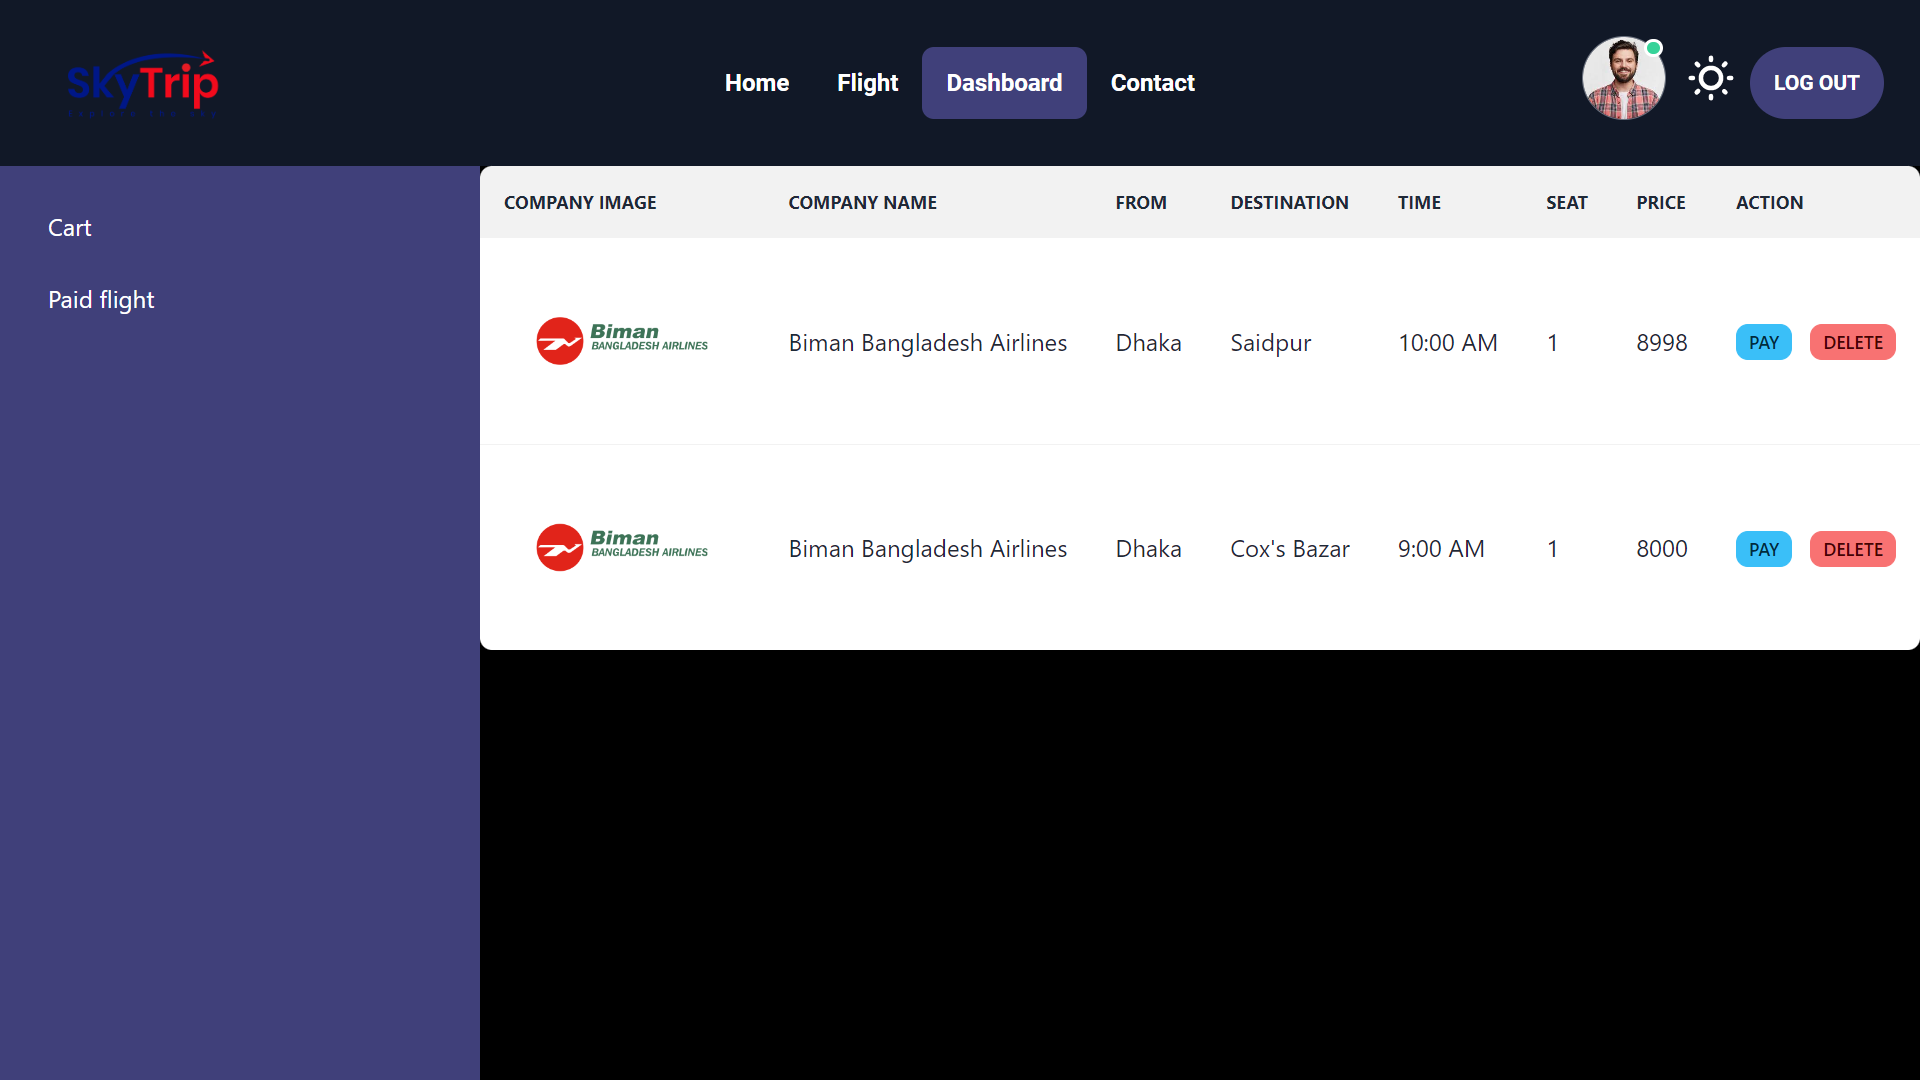 SkyTrip
Home Flight Dashboard Contact
LOG OUT
Cart
Paid flight
COMPANY IMAGE COMPANY NAME FROM DESTINATION TIME SEAT PRICE ACTION
Biman
BANGLADESH AIRLINES
Biman Bangladesh Airlines Dhaka Saidpur 10:00 AM 1 8998 PAY DELETE
Biman
BANGLADESH AIRLINES
Biman Bangladesh Airlines Dhaka Cox's Bazar 9:00 AM 1 8000 PAY DELETE